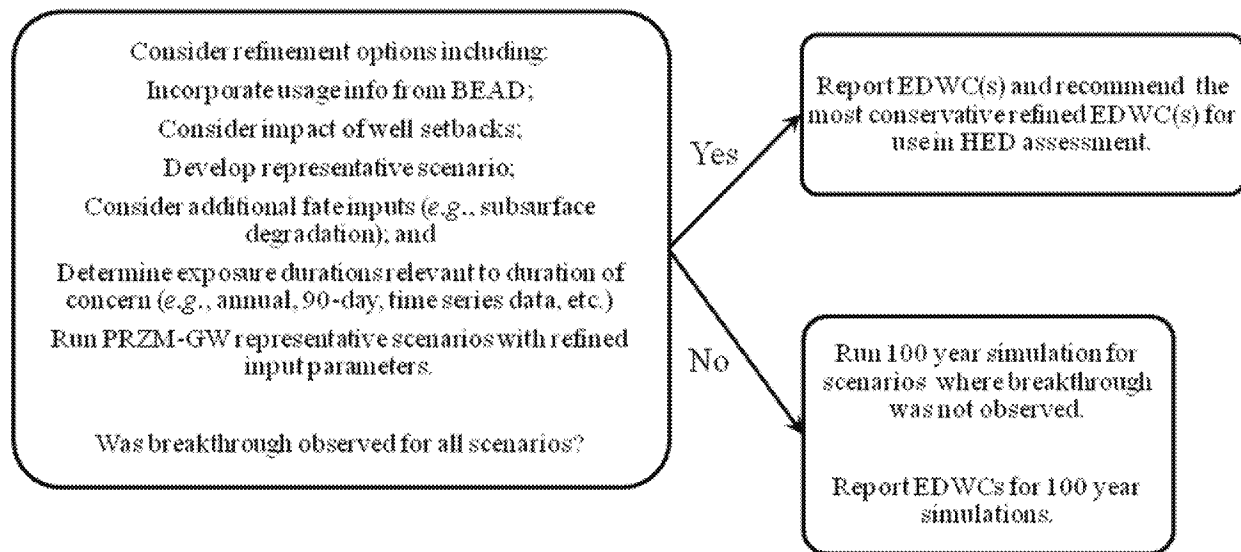 Consider refinement options including:
Incorporate usage info from BEAD;
Consider impact of well setbacks;
Develop representative scenario;
Consider additional fate inputs (e.g., subsurface
degradation); and
Determine exposure durations relevant to duration of
concern (e.g., annual, 90-day, time series data, etc.)
Run PRZM-GW representative scenarios with refined
input parameters.
Was breakthrough observed for all scenarios?
Yes
Report EDWC(s) and recommend the
most conservative refined EDWC(s) for
use in HED assessment.
No
Run 100 year simulation for
scenarios where breakthrough
was not observed.
Report EDWCs for 100 year
simulations.